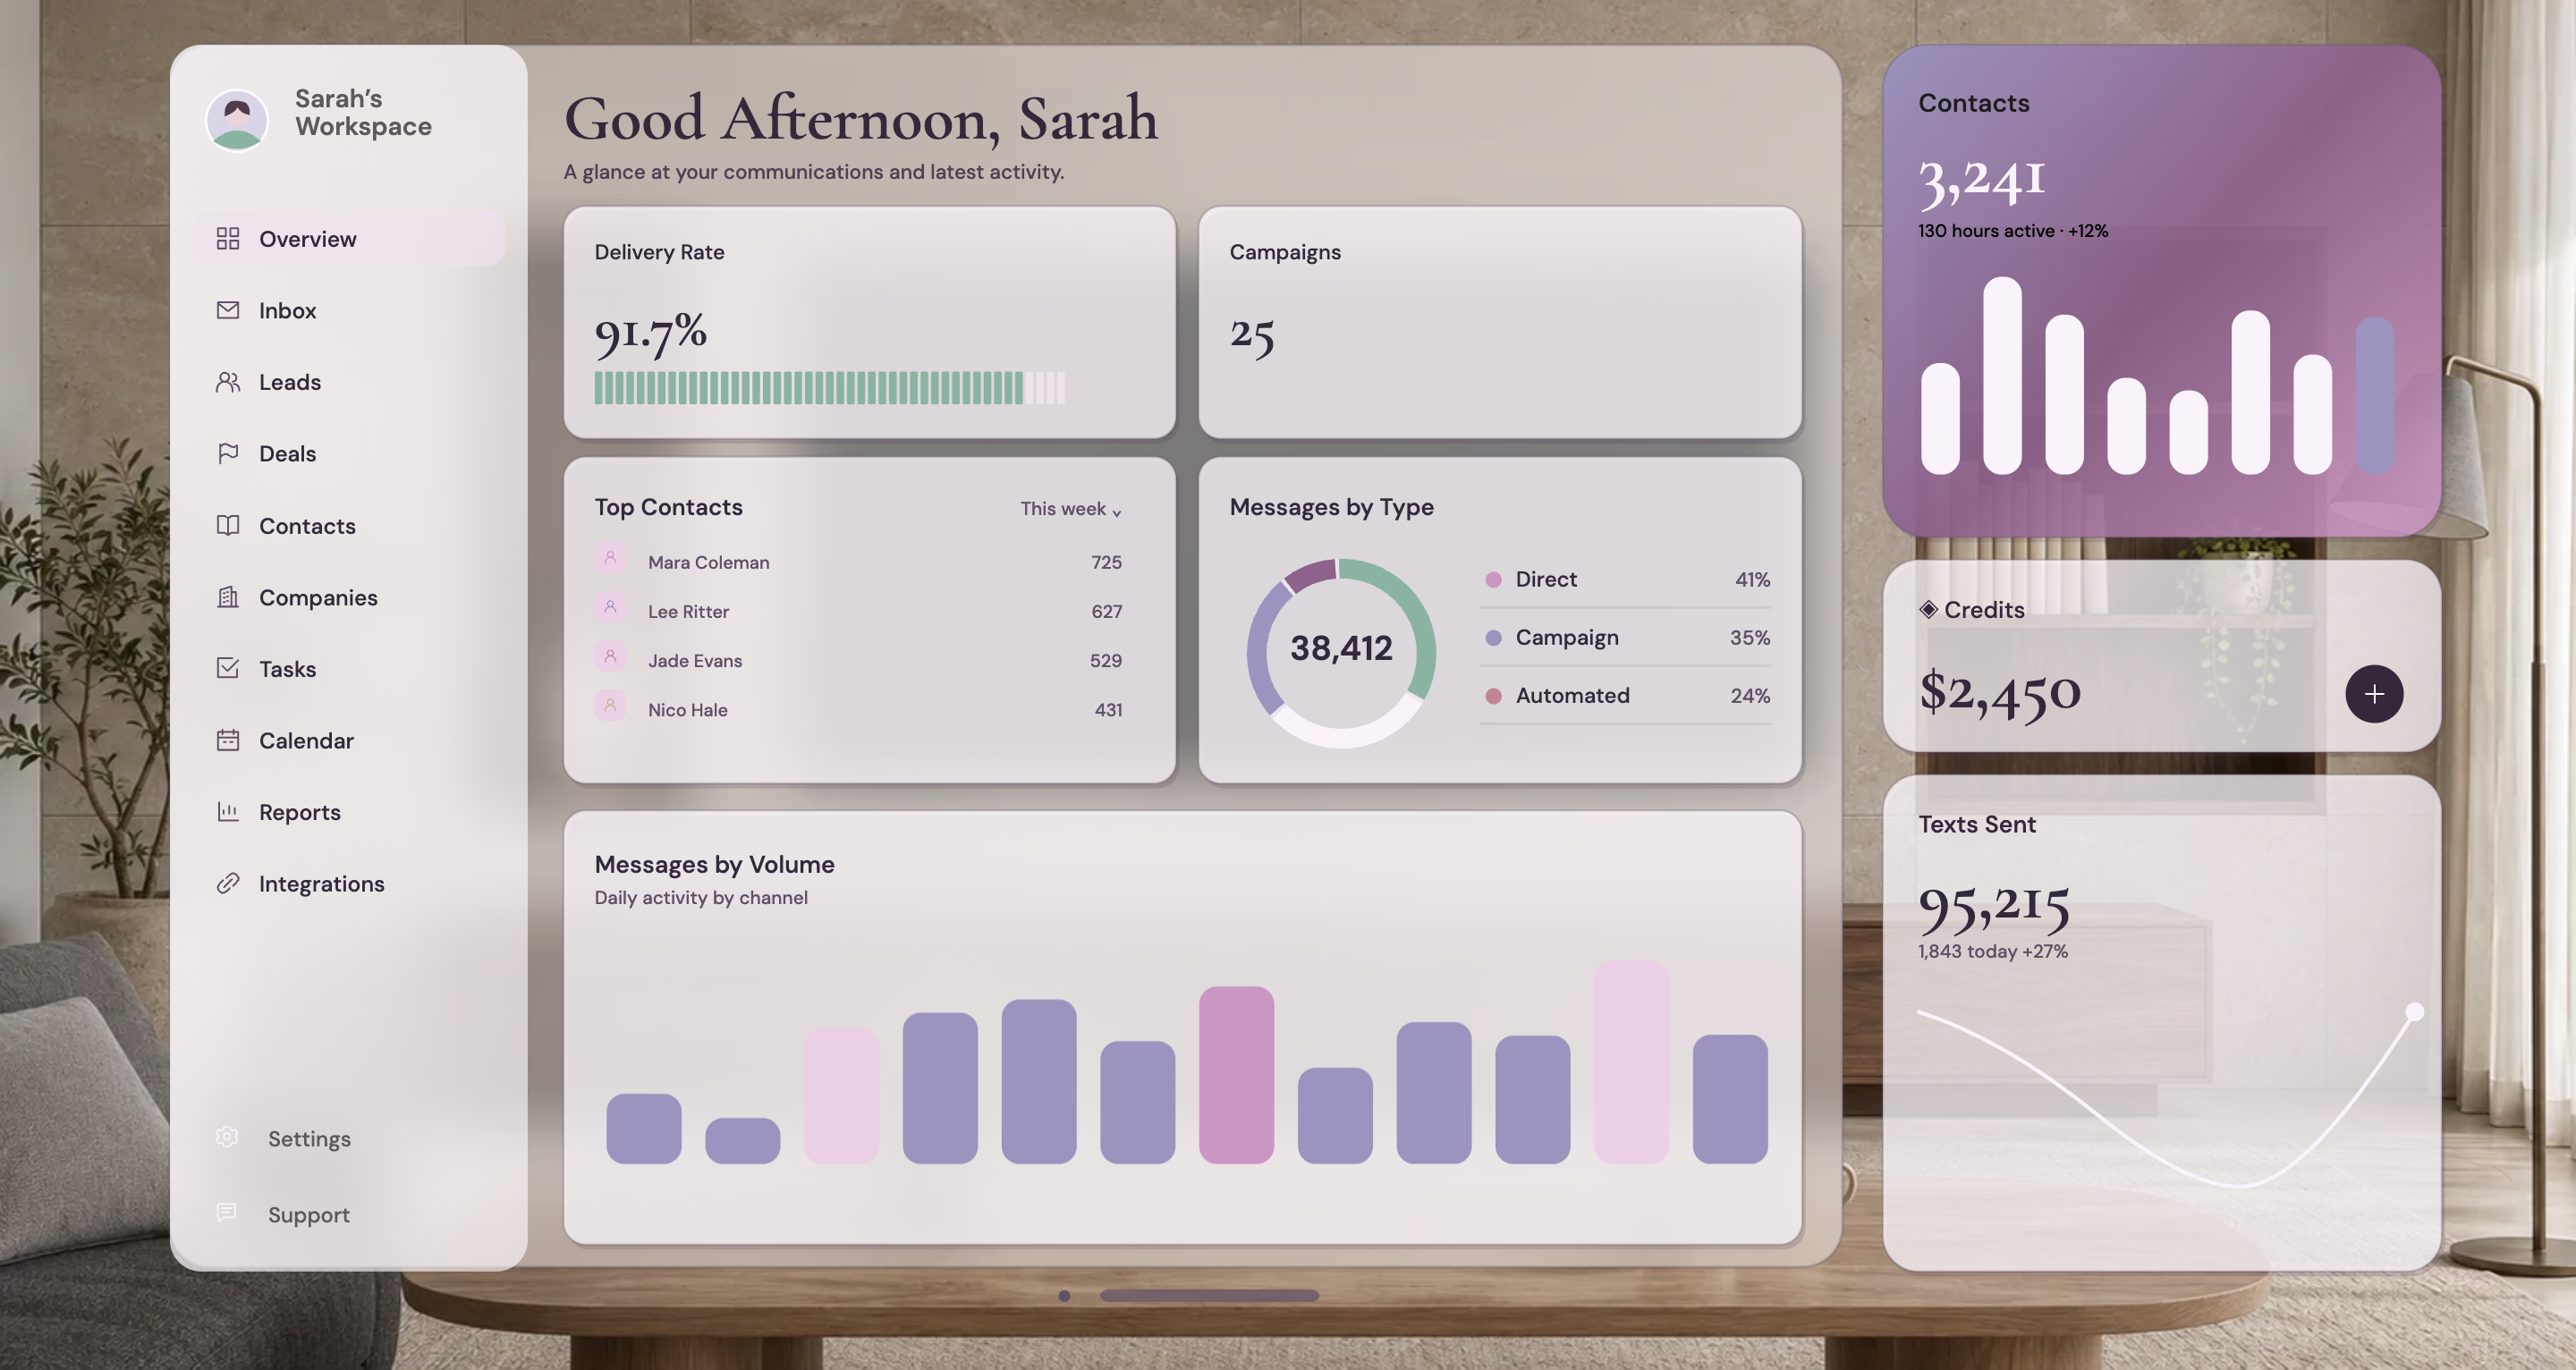 Sarah’s
Workspace
Overview
Inbox
Leads
Deals
Contacts
Companies
Tasks
Calendar
Reports
Integrations
Settings
Support
Good Afternoon, Sarah
A glance at your communications and latest activity.
Delivery Rate
91.7%
Campaigns
25
Top Contacts
This week
Mara Coleman 725
Lee Ritter 627
Jade Evans 529
Nico Hale 431
Messages by Type
38,412
Direct 41%
Campaign 35%
Automated 24%
Messages by Volume
Daily activity by channel
Contacts
3,241
130 hours active · +12%
Credits
$2,450
Texts Sent
95,215
1,843 today +27%